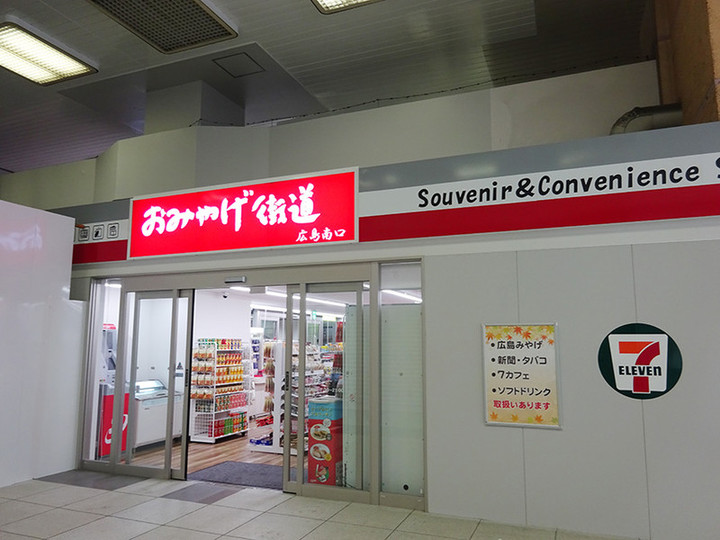 おみやげ街道
広島南口
Souvenir&Convenience
•広島みやげ
•新聞・タバコ
•7カフェ
•ソフトドリンク
取扱いあります
7
ELEVEN